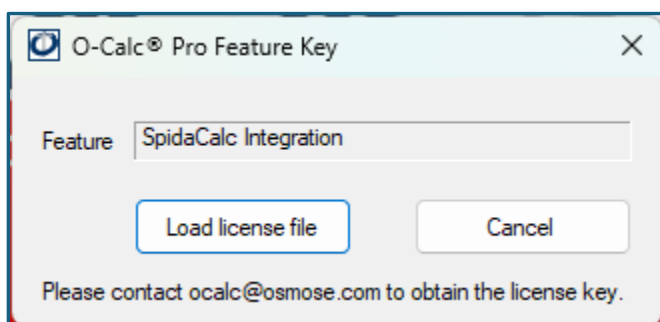 O-Calc® Pro Feature Key
Feature SpidaCalc Integration
Load license file Cancel
Please contact ocalc@osmose.com to obtain the license key.